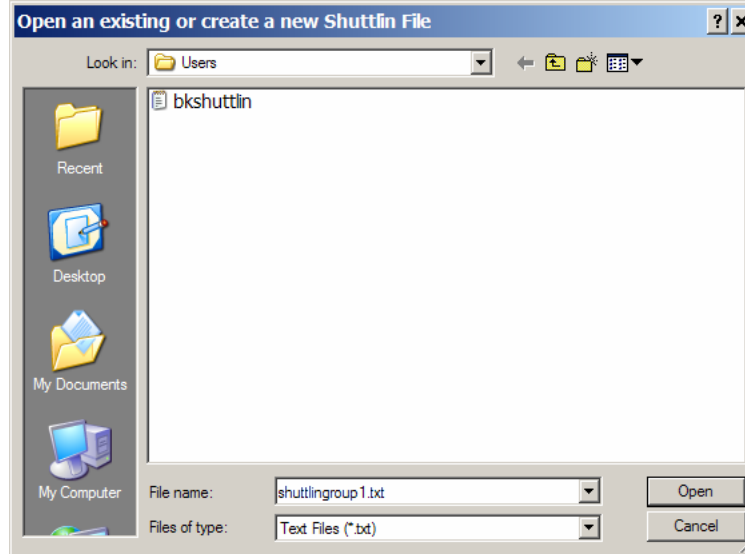 Open an existing or create a new Shuttlin File
Look in: Users
bkshuttlin
Recent
Desktop
My Documents
My Computer
File name: shuttlingroup1.txt Open
Files of type: Text Files (*.txt) Cancel